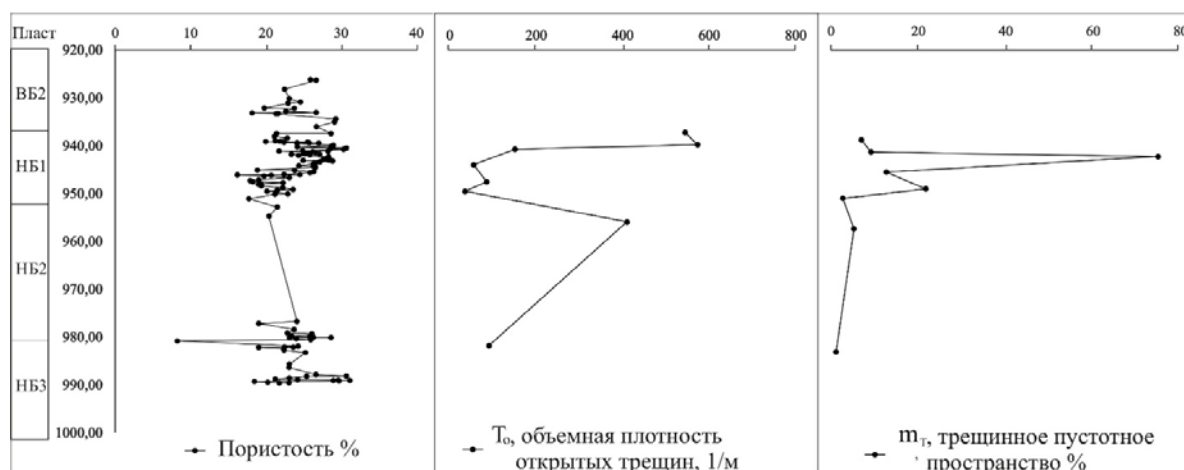 Пласт
0 10 20 30 40
0 200 400 600 800
0 20 40 60 80
920,00
ВБ2
930,00
940,00
НБ1
950,00
960,00
НБ2
970,00
980,00
НБ3
990,00
1000,00
Пористость %
To, объемная плотность
открытых трещин, 1/м
mт, трещинное пустотное
пространство %